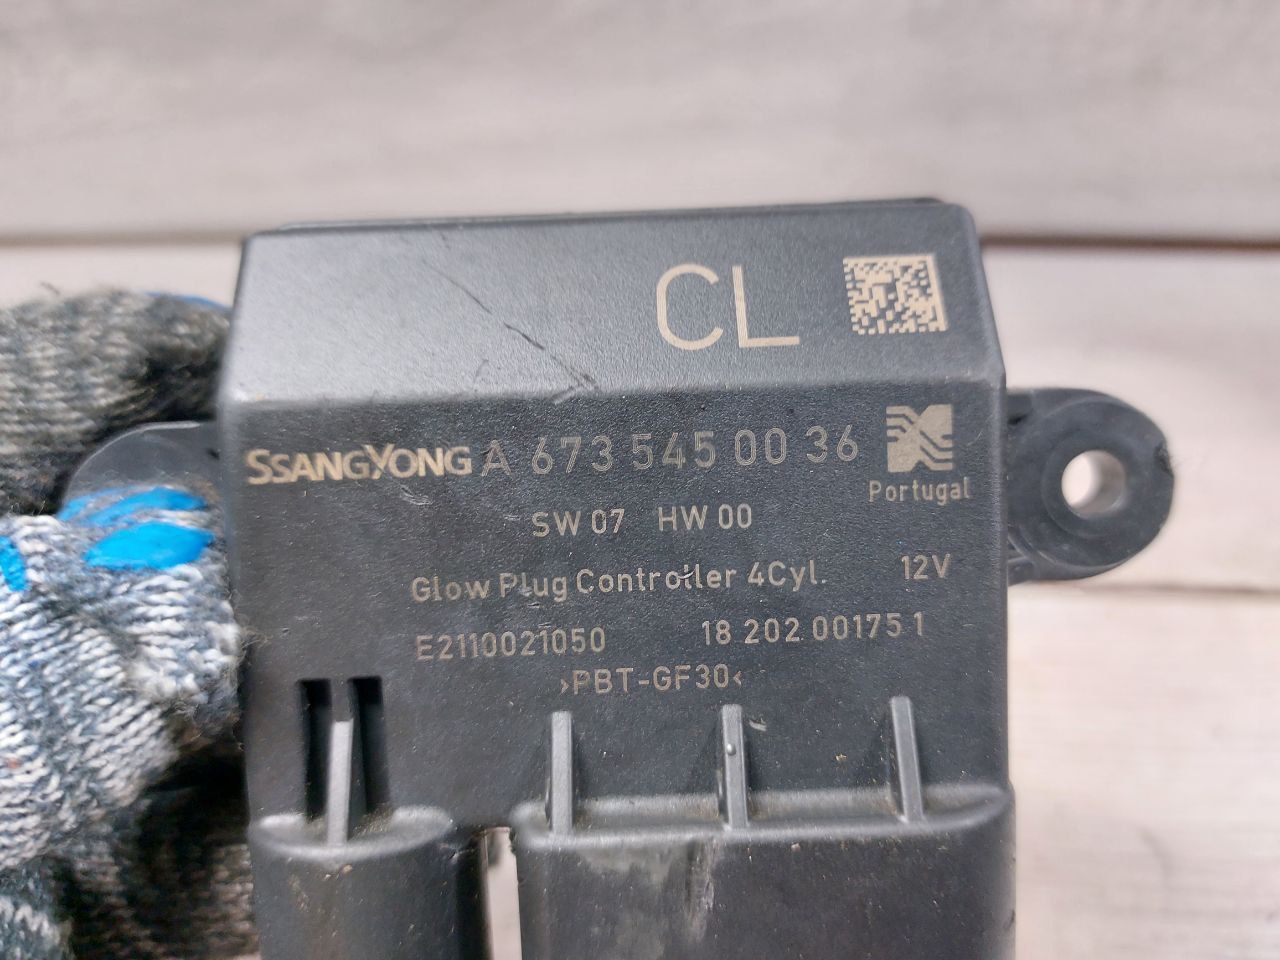 CL
SSANGYONG A 673 545 00 36
Portugal
SW 07 HW 00
Glow Plug Controller 4Cyl. 12V
E2110021050 18 202 00175 1
>PBT-GF30<